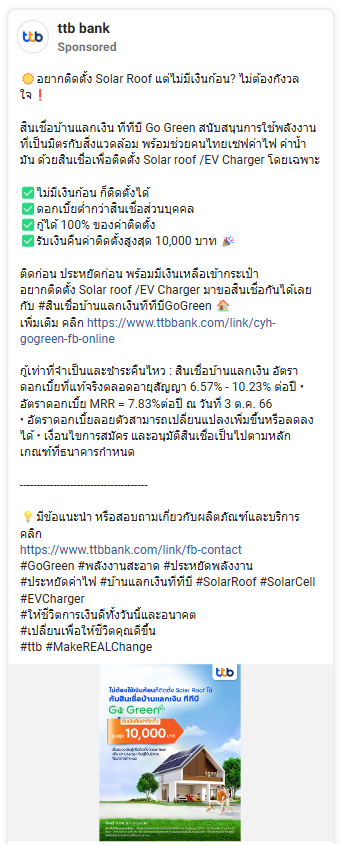 ttb bank
Sponsored
🌞อยากติดตั้ง Solar Roof แต่ไม่มีเงินก้อน? ไม่ต้องกังวล
ใจ❗
สินเชื่อบ้านแลกเงิน ทีทีบี Go Green สนับสนุนการใช้พลังงาน
ที่เป็นมิตรกับสิ่งแวดล้อม พร้อมช่วยคนไทยเซฟค่าไฟ ค่าน้ำ
มัน ด้วยสินเชื่อเพื่อติดตั้ง Solar roof /EV Charger โดยเฉพาะ
✅ไม่มีเงินก้อน ก็ติดตั้งได้
✅ดอกเบี้ยต่ำกว่าสินเชื่อส่วนบุคคล
✅กู้ได้ 100% ของค่าติดตั้ง
✅รับเงินคืนค่าติดตั้งสูงสุด 10,000 บาท 🎉
ติดก่อน ประหยัดก่อน พร้อมมีเงินเหลือเข้ากระเป๋า
อยากติดตั้ง Solar roof /EV Charger มาขอสินเชื่อกันได้เลย
กับ #สินเชื่อบ้านแลกเงินทีทีบีGoGreen 🏠
เพิ่มเติม คลิก https://www.ttbbank.com/link/cyh-
gogreen-fb-online
กู้เท่าที่จำเป็นและชำระคืนไหว : สินเชื่อบ้านแลกเงิน อัตรา
ดอกเบี้ยที่แท้จริงตลอดอายุสัญญา 6.57% - 10.23% ต่อปี •
อัตราดอกเบี้ย MRR = 7.83%ต่อปี ณ วันที่ 3 ต.ค. 66
• อัตราดอกเบี้ยลอยตัวสามารถเปลี่ยนแปลงเพิ่มขึ้นหรือลดลง
ได้ • เงื่อนไขการสมัคร และอนุมัติสินเชื่อเป็นไปตามหลัก
เกณฑ์ที่ธนาคารกำหนด
--------------------------------------
💡มีข้อแนะนำ หรือสอบถามเกี่ยวกับผลิตภัณฑ์และบริการ
คลิก
https://www.ttbbank.com/link/fb-contact
#GoGreen #พลังงานสะอาด #ประหยัดพลังงาน
#ประหยัดค่าไฟ #บ้านแลกเงินทีทีบี #SolarRoof #SolarCell
#EVCharger
#ให้ชีวิตการเงินดีทั้งวันนี้และอนาคต
#เปลี่ยนเพื่อให้ชีวิตคุณดีขึ้น
#ttb #MakeREALChange
ttb
ไม่ต้องใช้เงินก้อนก็ติดตั้ง Solar Roof ได้
กับสินเชื่อบ้านแลกเงิน ทีทีบี
Go Green
รับเงินคืนค่าติดตั้ง
สูงสุด 10,000 บาท